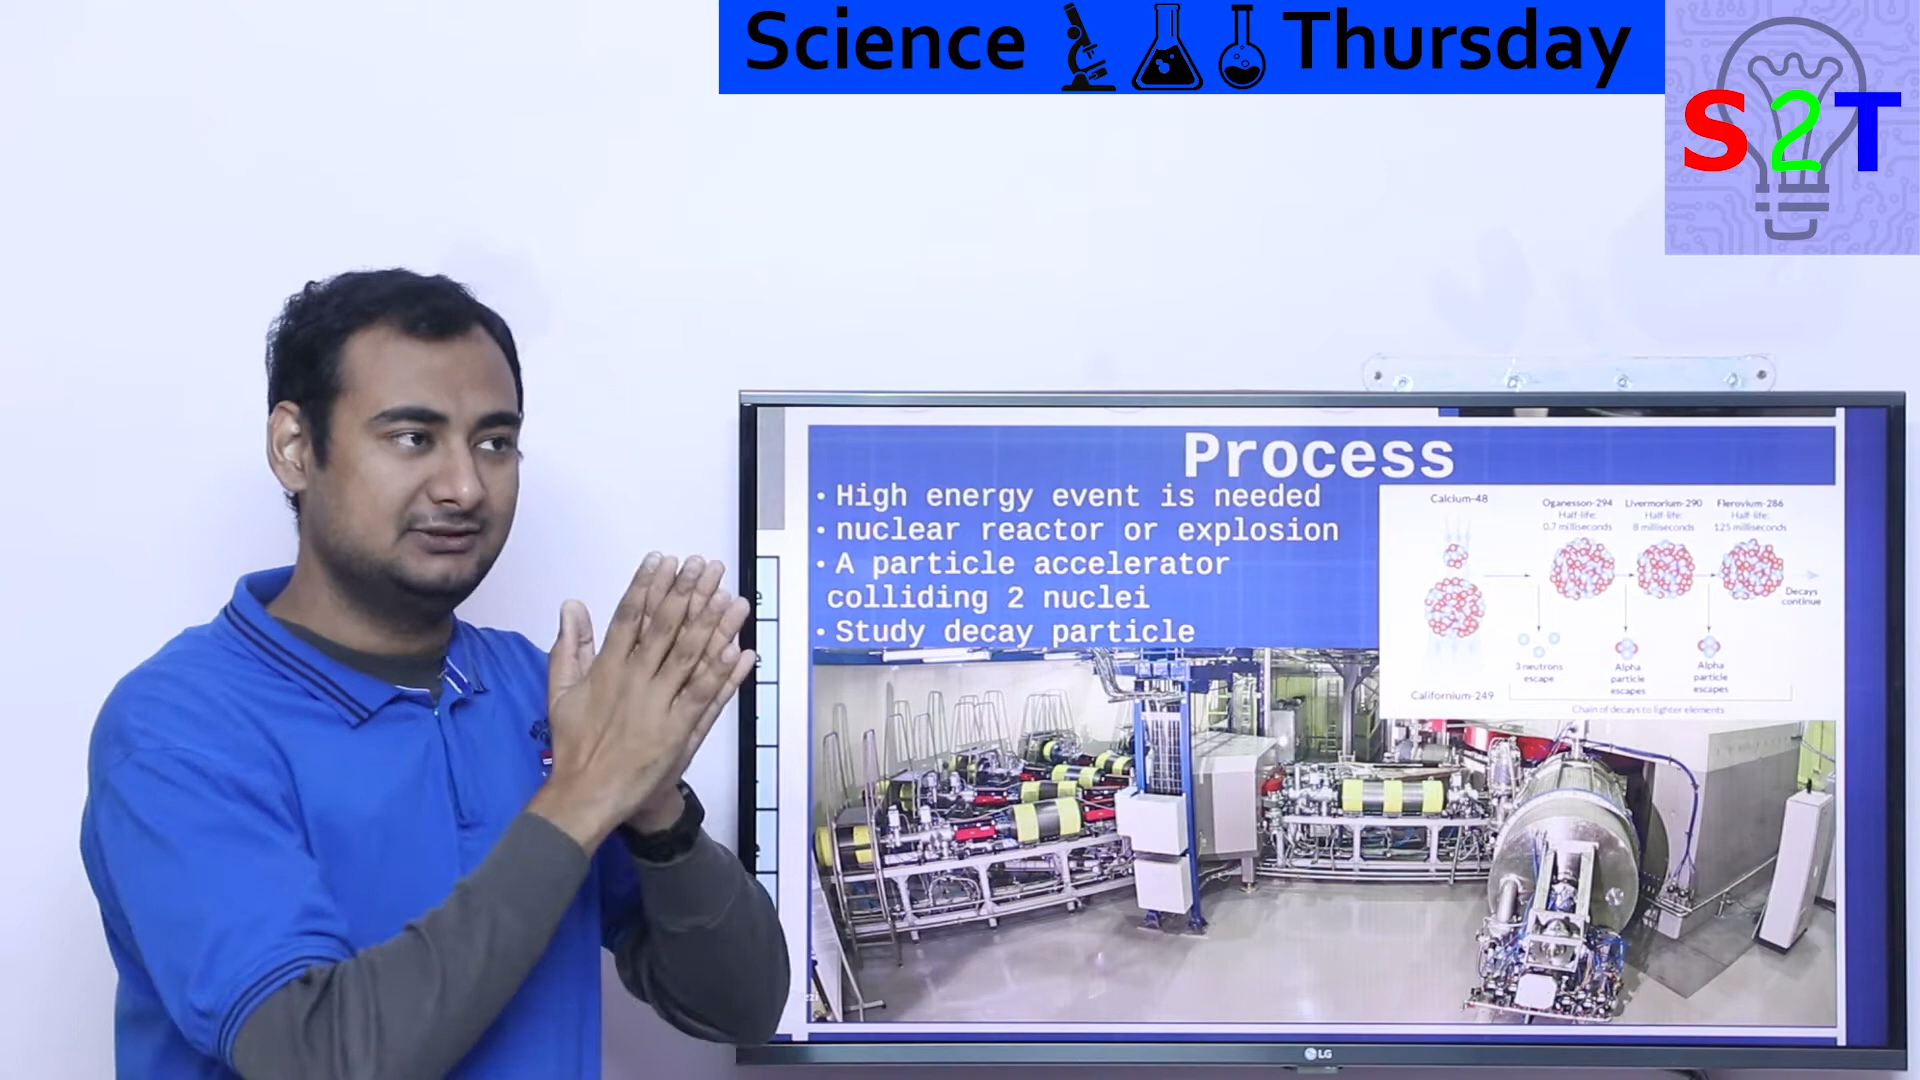 Science Thursday
S2T
Process
• High energy event is needed
• nuclear reactor or explosion
• A particle accelerator
colliding 2 nuclei
• Study decay particle
Calcium-48
Californium-249
Oganesson-294
Half-life:
0.7 milliseconds
Livermorium-290
Half-life:
8 milliseconds
Flerovium-286
Half-life:
125 milliseconds
3 neutrons
escape
Alpha
particle
escapes
Alpha
particle
escapes
Decays
continue
Chain of decays to lighter elements
LG